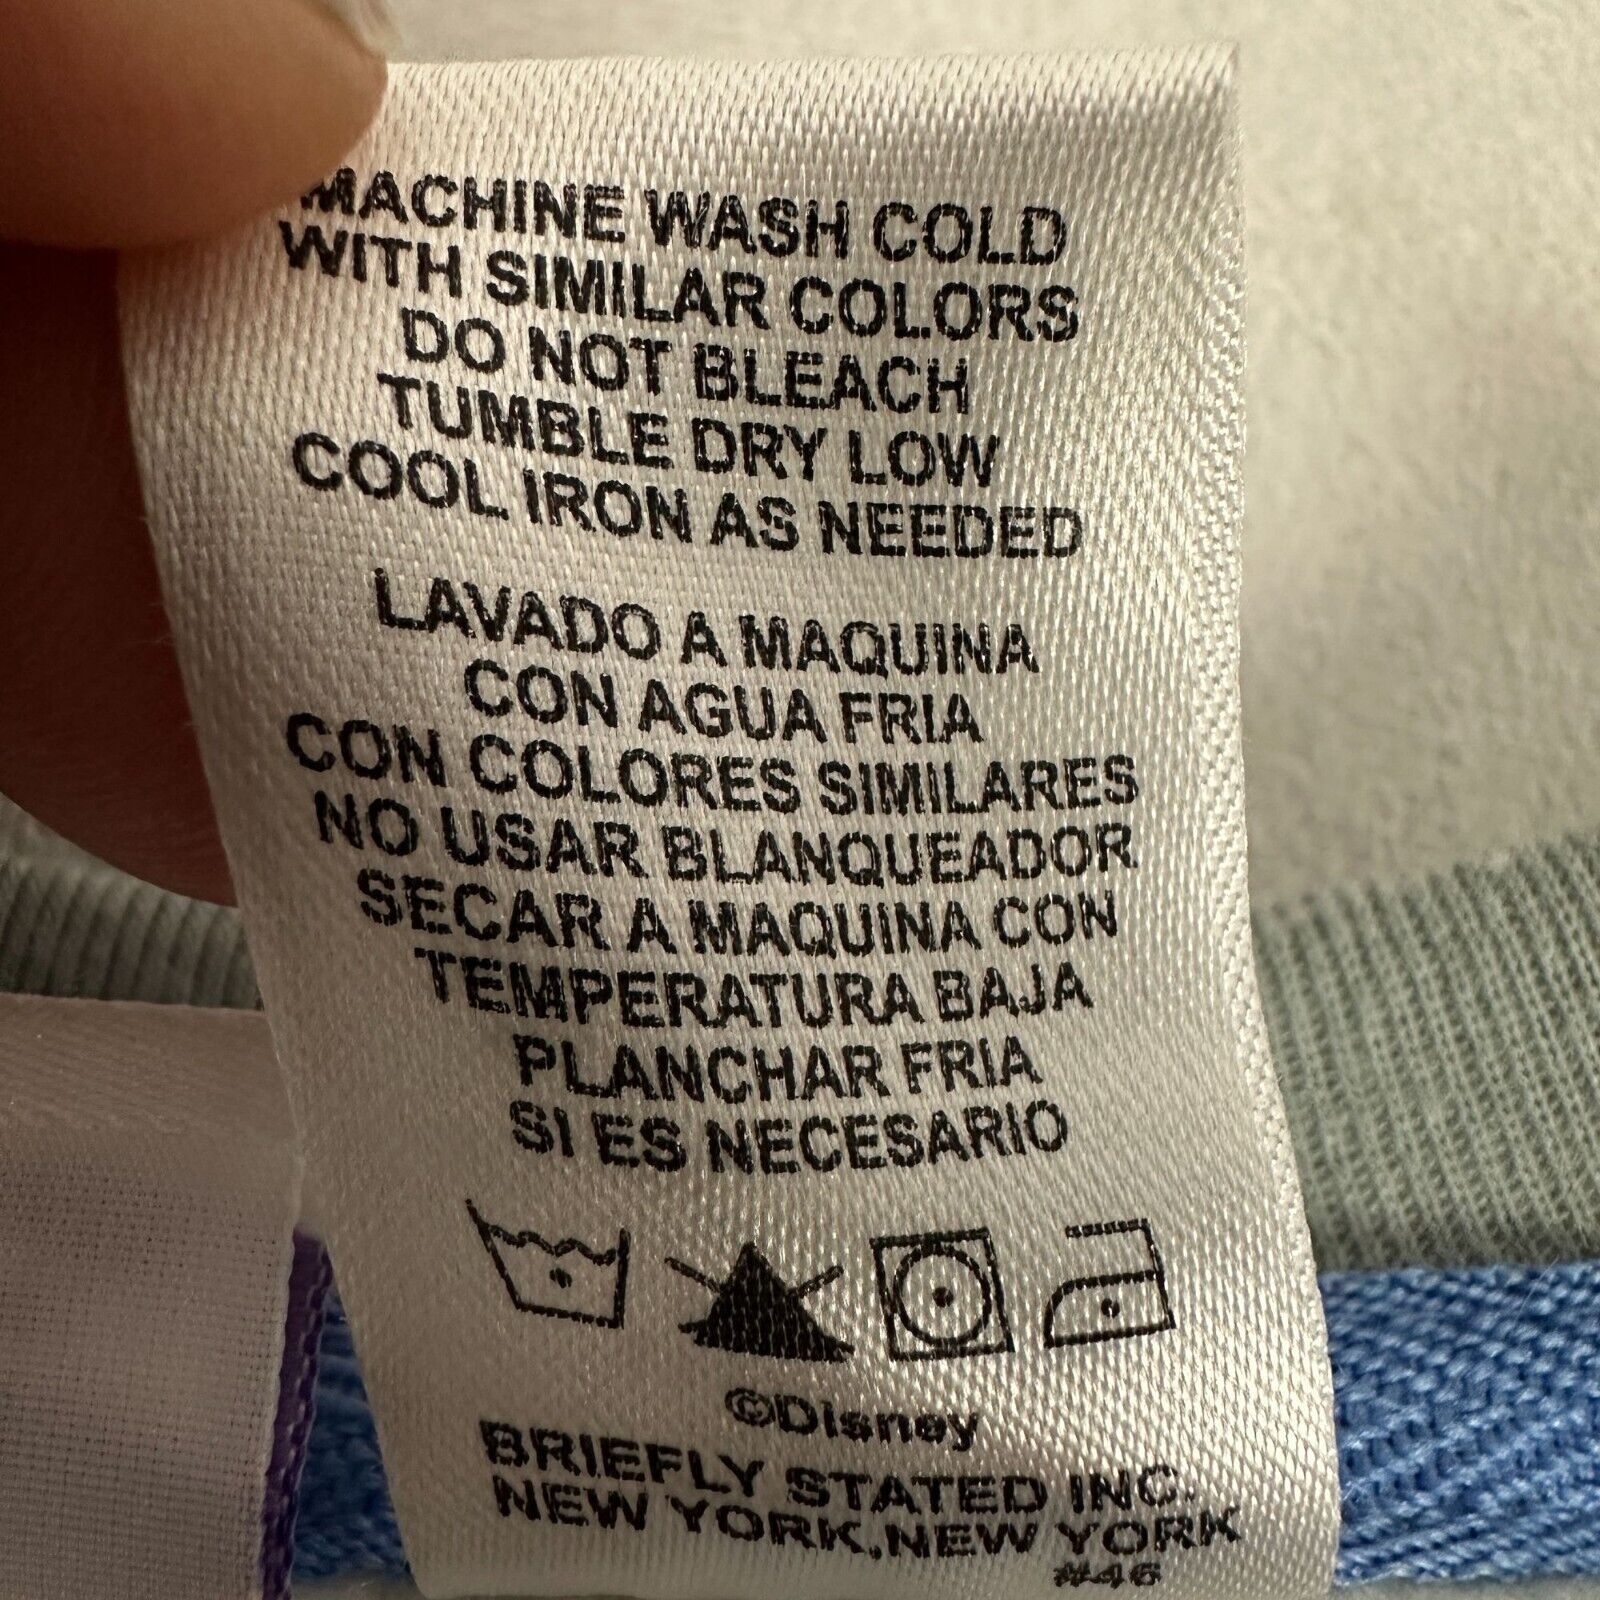 MACHINE WASH COLD
WITH SIMILAR COLORS
DO NOT BLEACH
TUMBLE DRY LOW
COOL IRON AS NEEDED
LAVADO A MAQUINA
CON AGUA FRIA
CON COLORES SIMILARES
NO USAR BLANQUEADOR
SECAR A MAQUINA CON
TEMPERATURA BAJA
PLANCHAR FRIA
SI ES NECESARIO
©Disney
BRIEFLY STATED INC.
NEW YORK, NEW YORK
#46